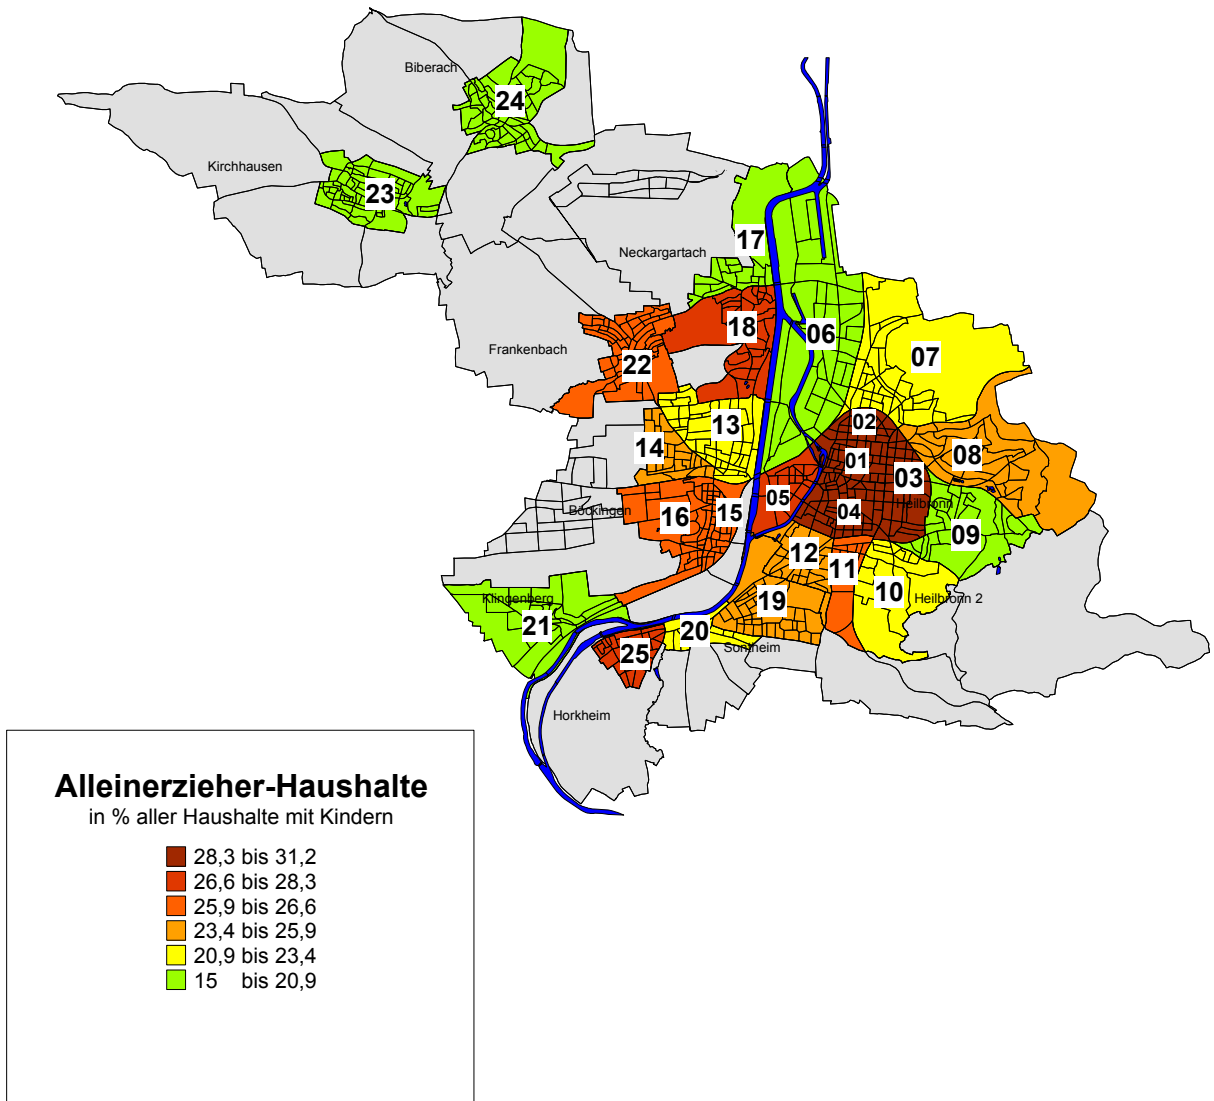 Biberach
24
Kirchhausen
23
17
Neckargartach
18
06
Frankenbach
22
07
13
02
14
01
08
03
05
Heilbronn
Böckingen
16
15
04
09
12
11
10
Klingenberg
19
Heilbronn 2
21
20
25
Sontheim
Horkheim
Alleinerzieher-Haushalte
in % aller Haushalte mit Kindern
28,3 bis 31,2
26,6 bis 28,3
25,9 bis 26,6
23,4 bis 25,9
20,9 bis 23,4
15 bis 20,9